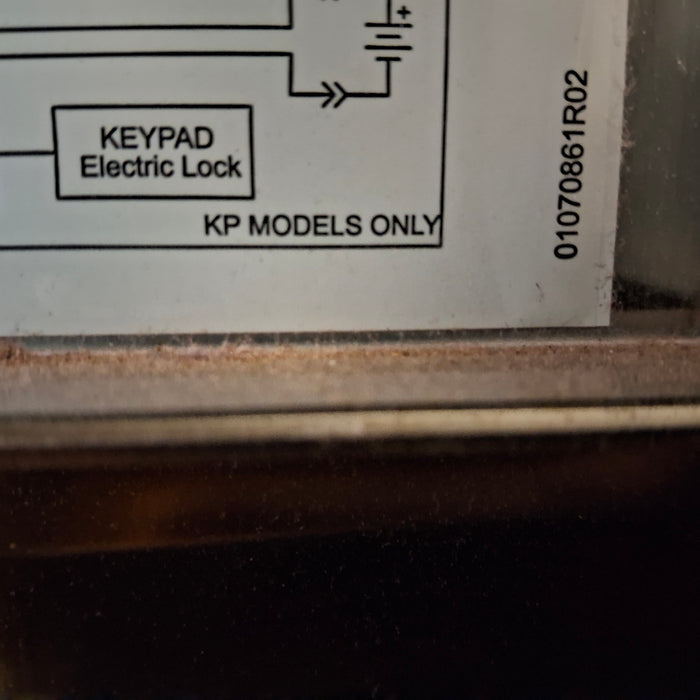 +
KEYPAD
Electric Lock
KP MODELS ONLY
01070861R02